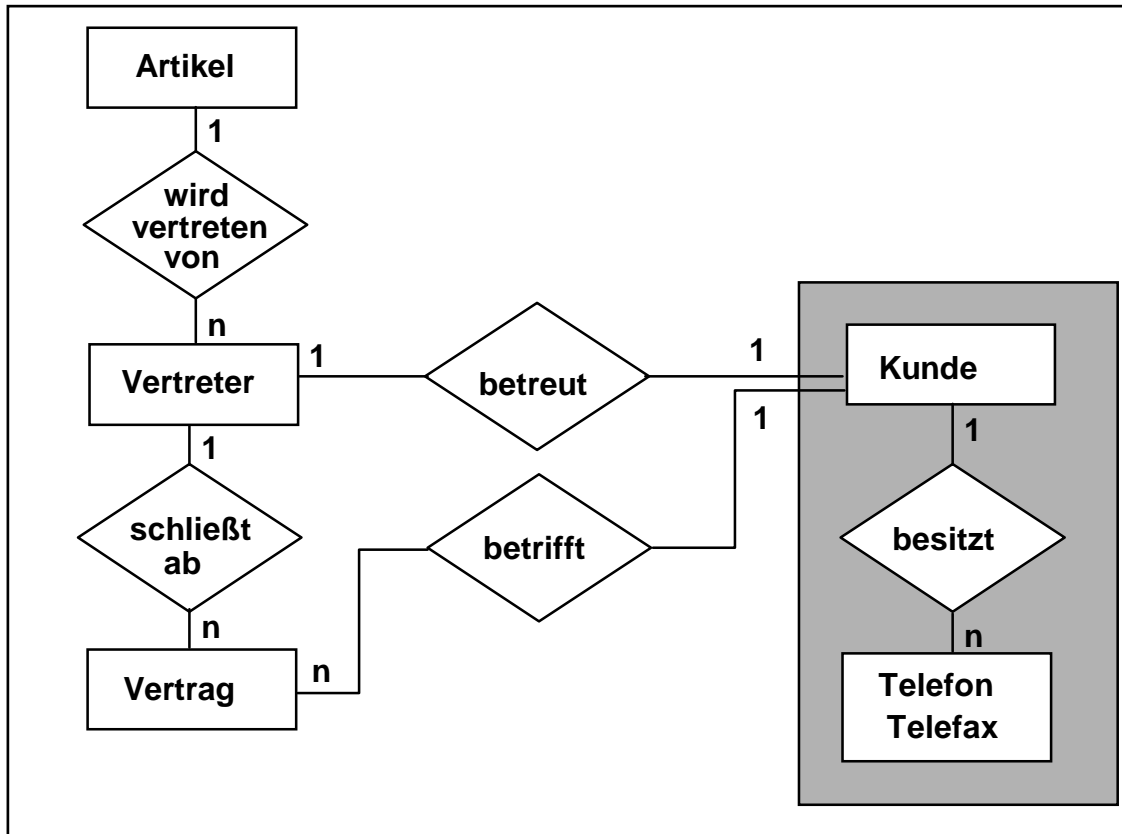 Artikel
1
wird
vertreten
von
n
Vertreter
1
betreut
1
Kunde
1
1
1
schließt
ab
betrifft
besitzt
n
n
n
Vertrag
Telefon
Telefax